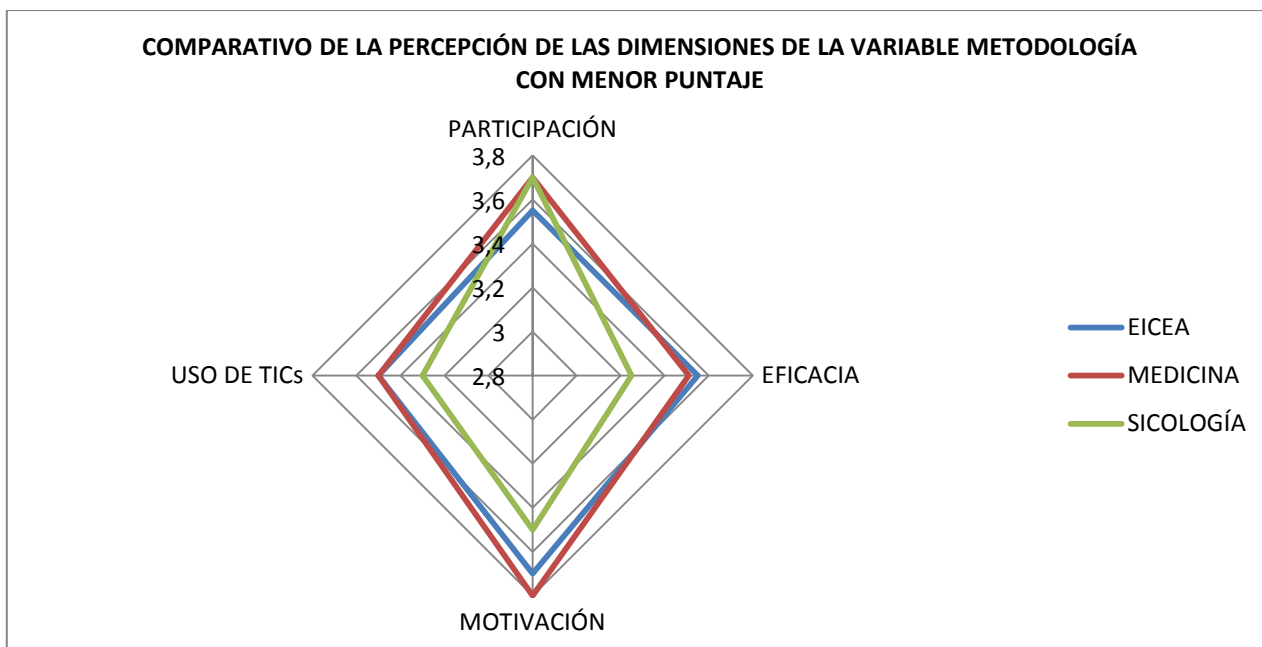 COMPARATIVO DE LA PERCEPCIÓN DE LAS DIMENSIONES DE LA VARIABLE METODOLOGÍA
CON MENOR PUNTAJE
PARTICIPACIÓN
3,8
3,6
3,4
3,2
3
2,8
USO DE TICs
EFICACIA
MOTIVACIÓN
EICEA
MEDICINA
SICOLOGÍA